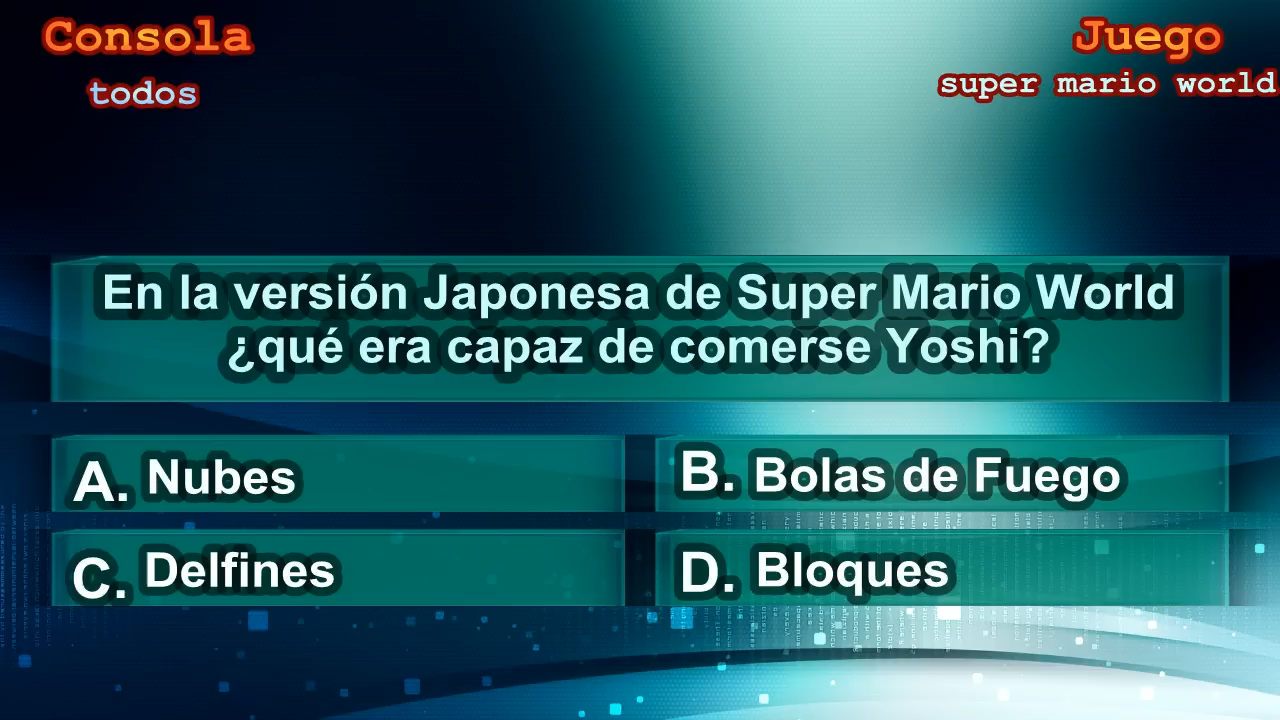 Consola
todos
Juego
super mario world
En la versión Japonesa de Super Mario World
¿qué era capaz de comerse Yoshi?
A. Nubes
B. Bolas de Fuego
C. Delfines
D. Bloques